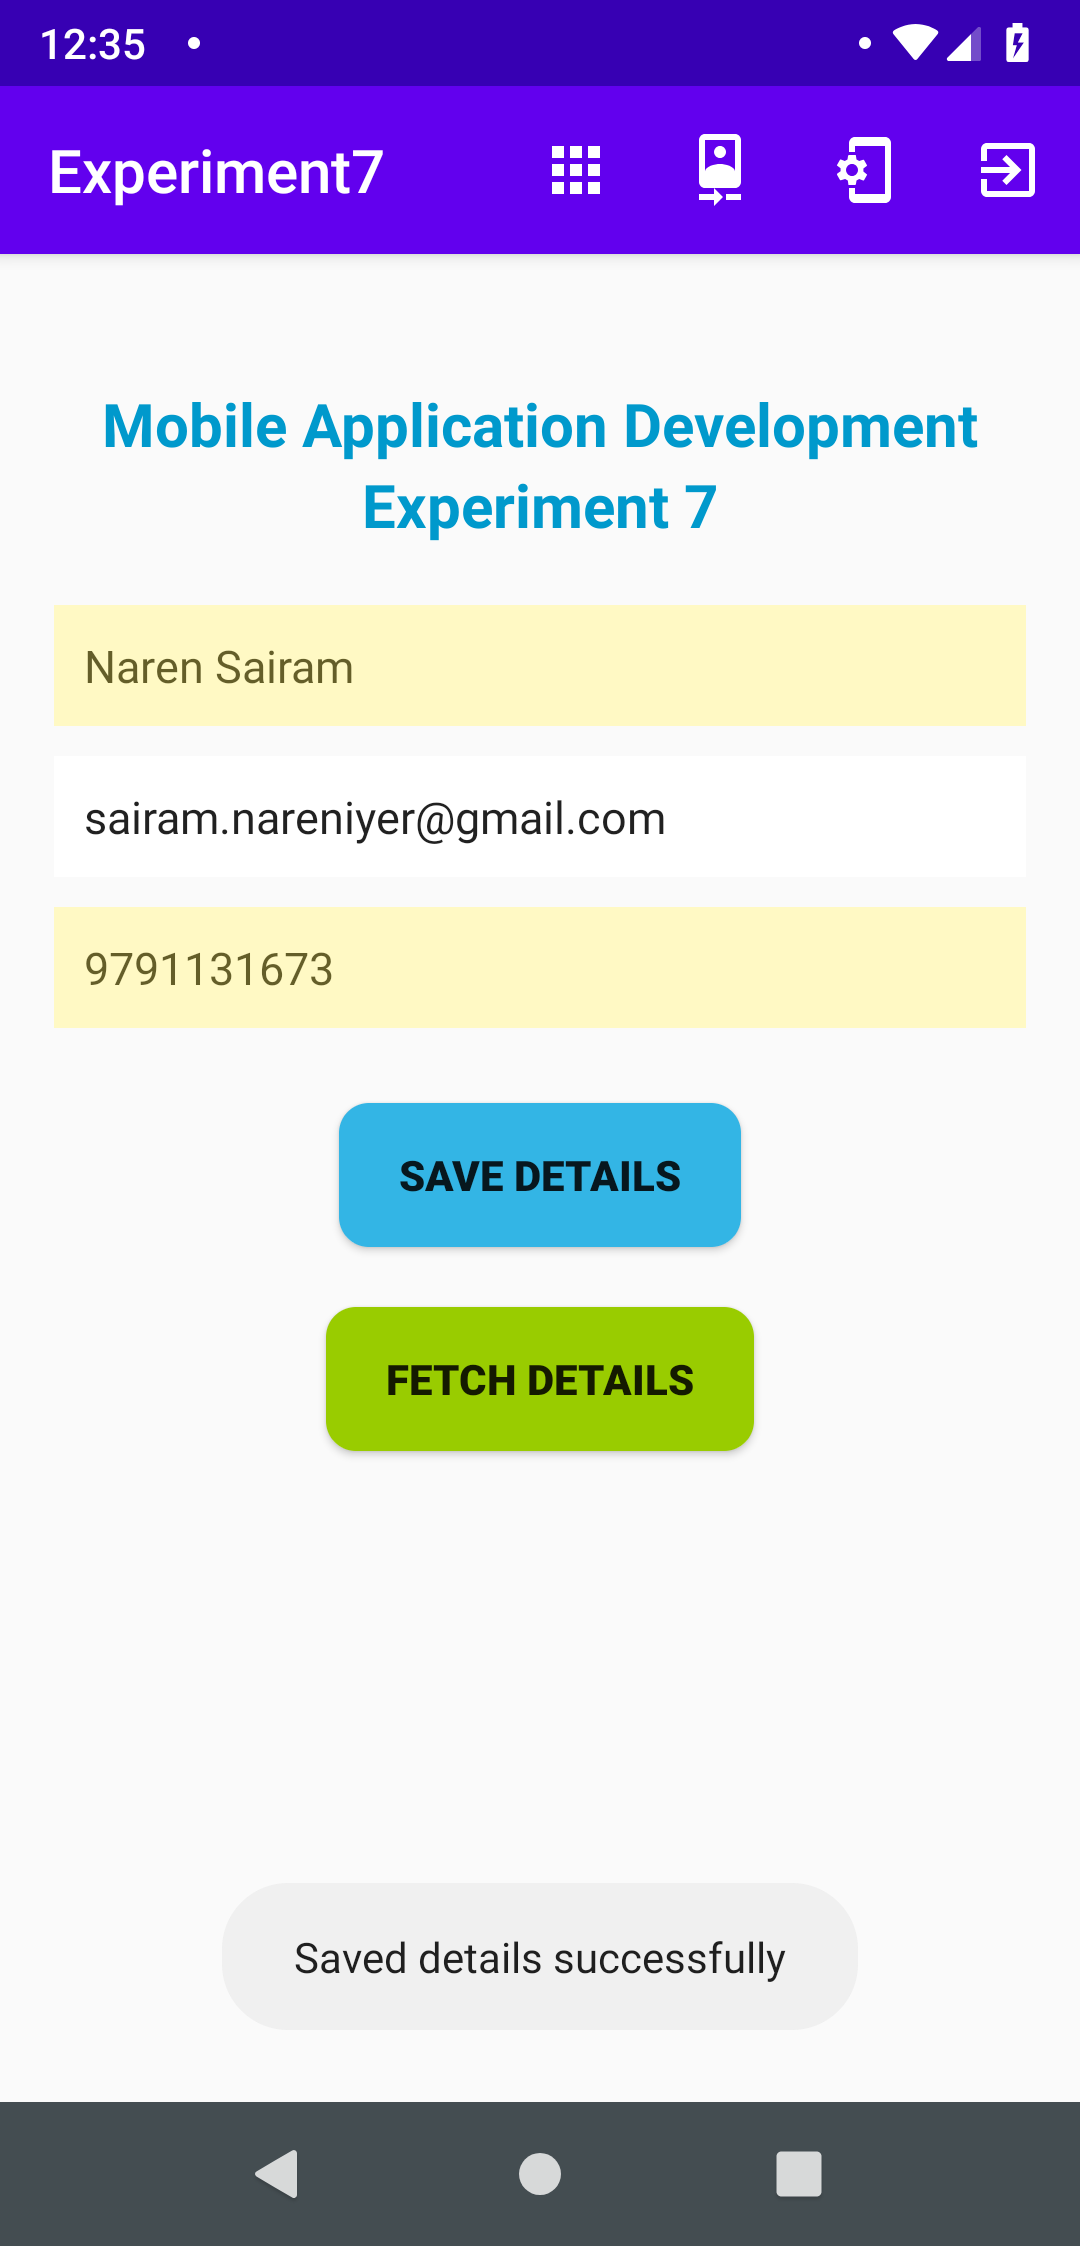 12:35
Experiment7
Mobile Application Development
Experiment 7
Naren Sairam
sairam.nareniyer@gmail.com
9791131673
SAVE DETAILS
FETCH DETAILS
Saved details successfully